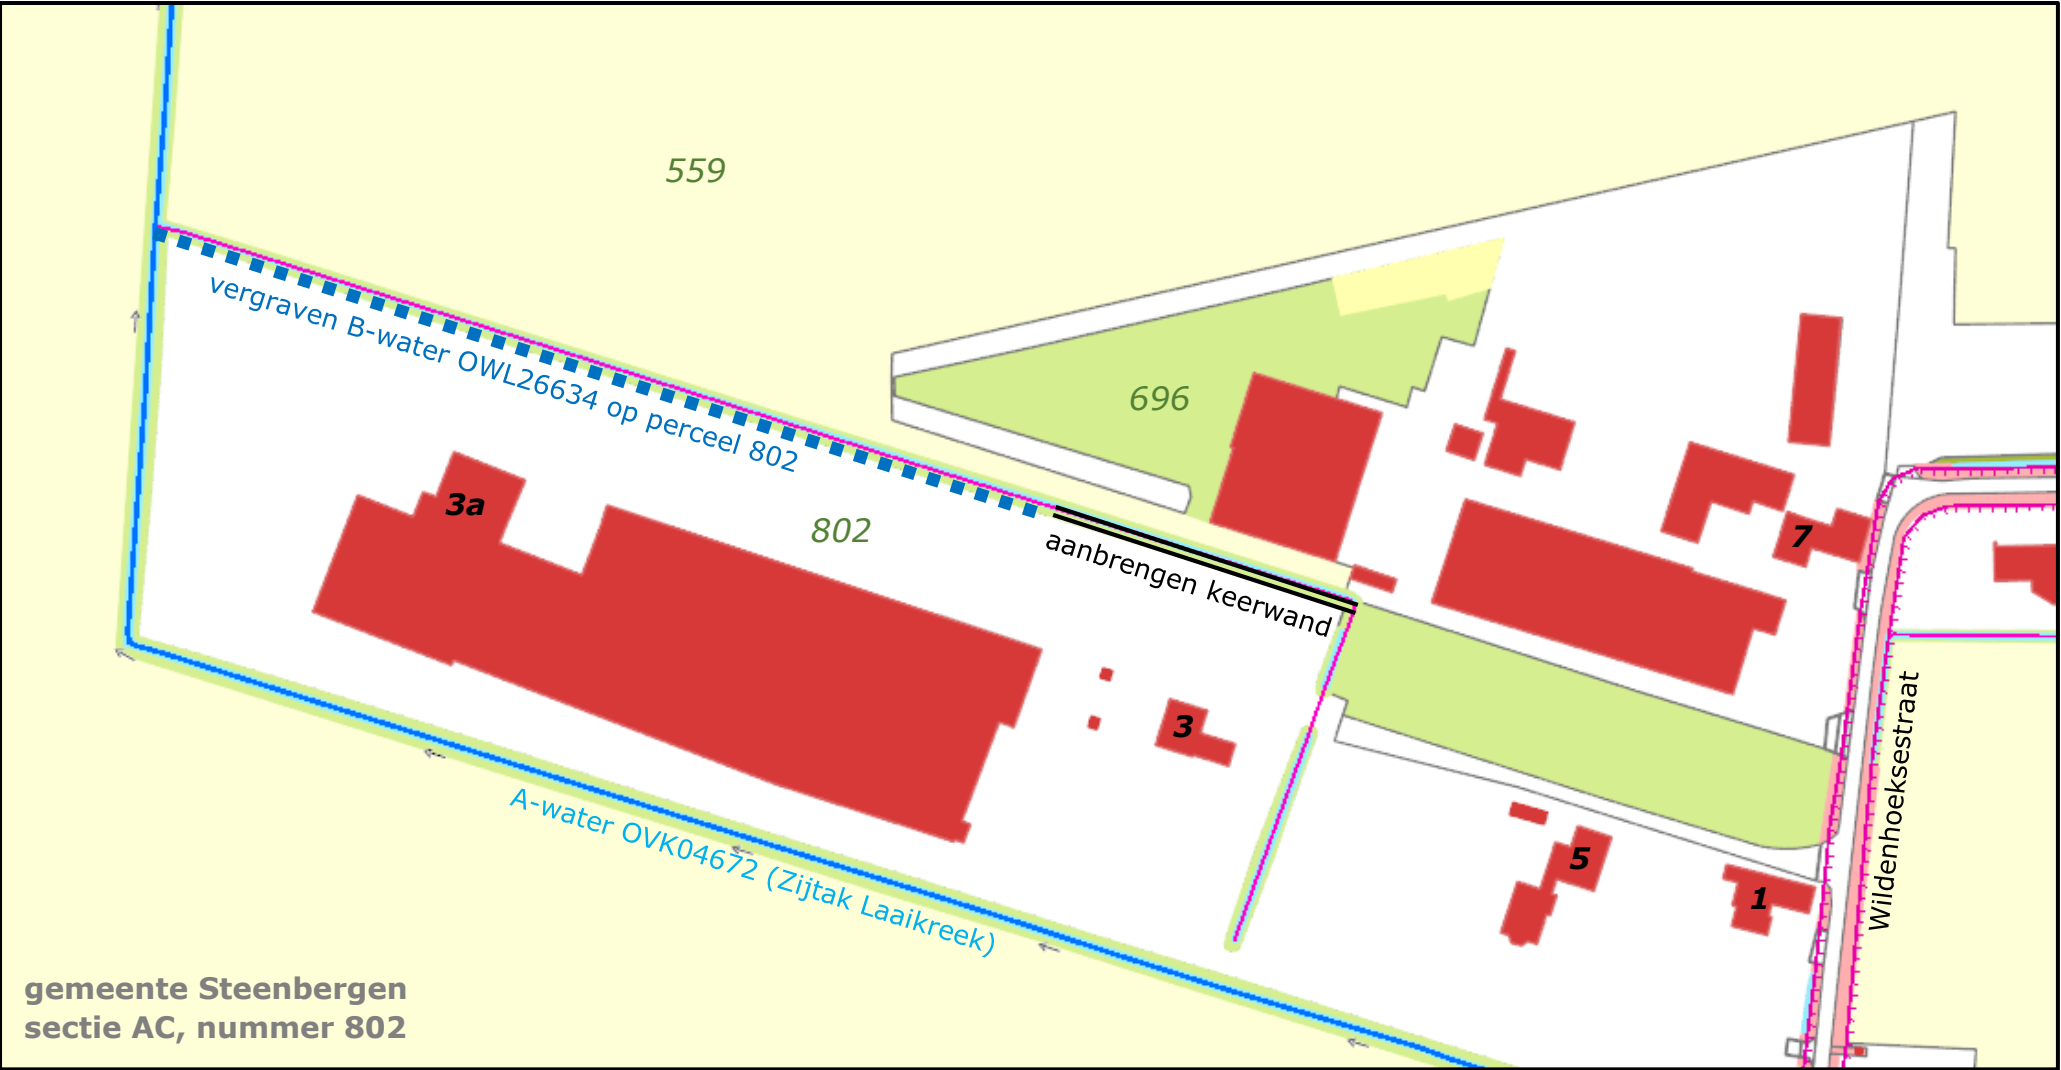 559
vergraven B-water OWL26634 op perceel 802
696
3a
802
7
aanbrengen keerwand
3
Wildenhoeksestraat
A-water OVK04672 (Zijtak Laaikreek)
5
1
gemeente Steenbergen
sectie AC, nummer 802